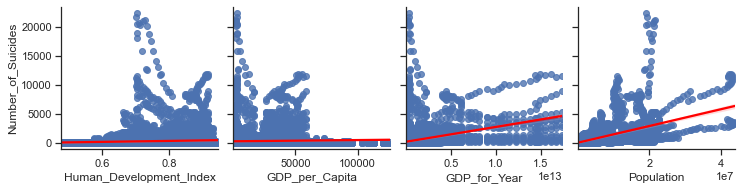 Number_of_Suicides
20000
15000
10000
5000
0
0.6 0.8
Human_Development_Index
50000 100000
GDP_per_Capita
0.5 1.0 1.5
1e13
GDP_for_Year
2 4
1e7
Population